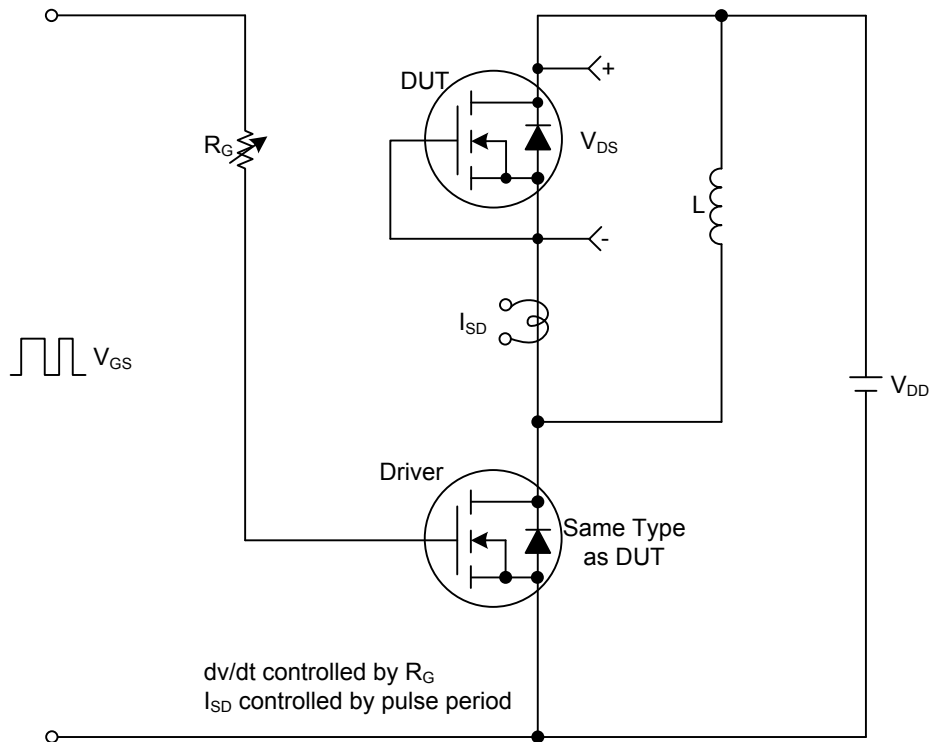 DUT
+
R_G
V_DS
L
-
I_SD
V_GS
V_DD
Driver
Same Type
as DUT
dv/dt controlled by R_G
I_SD controlled by pulse period